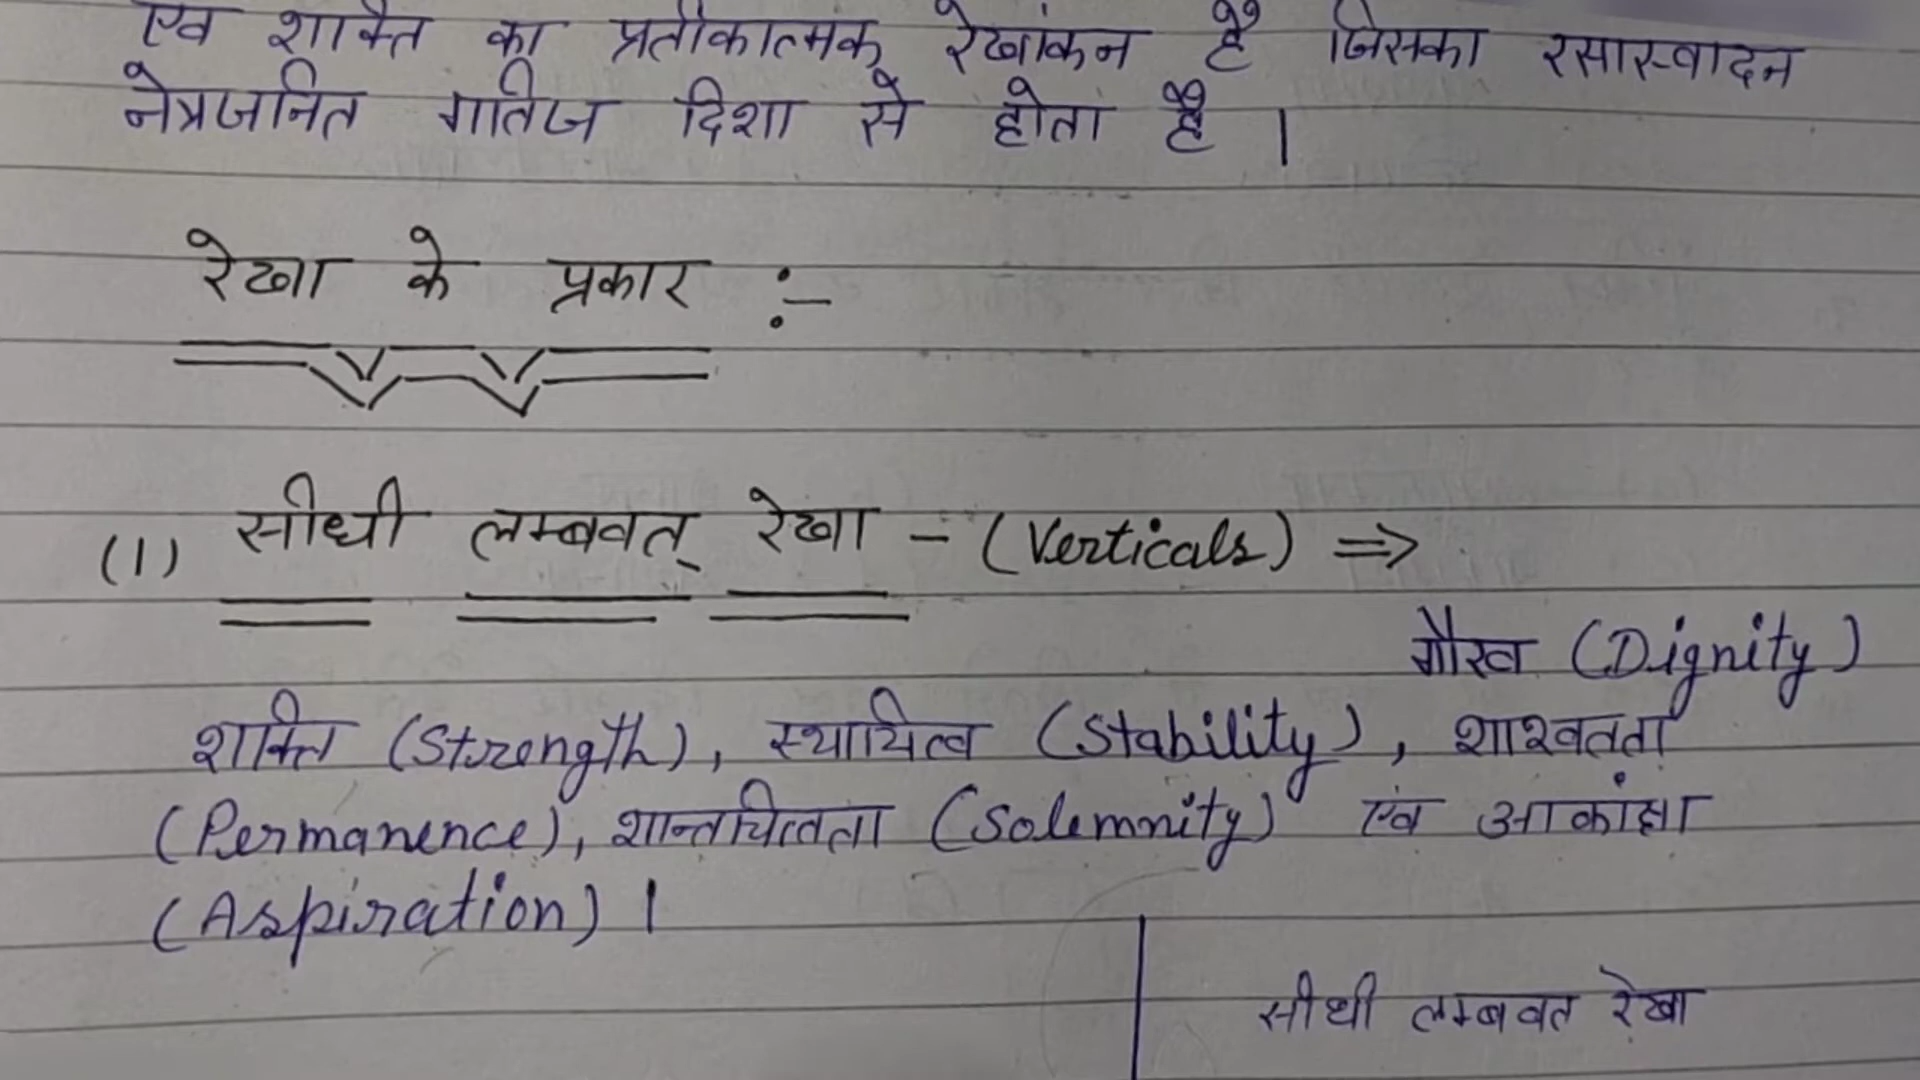 एवं शक्ति का प्रतीकात्मक रेखांकन है जिसका रसास्वादन
नेत्रजनित गतिज दिशा से होता है ।
रेखा के प्रकार :-
(1) सीधी लम्बवत् रेखा - (Verticals) ⇒
गौरव (Dignity)
शक्ति (Strength), स्थायित्व (Stability), शाश्वतता
(Permanence), शान्तचित्तता (Solemnity) एंव आकांक्षा
(Aspiration) ।
सीधी लम्बवत रेखा